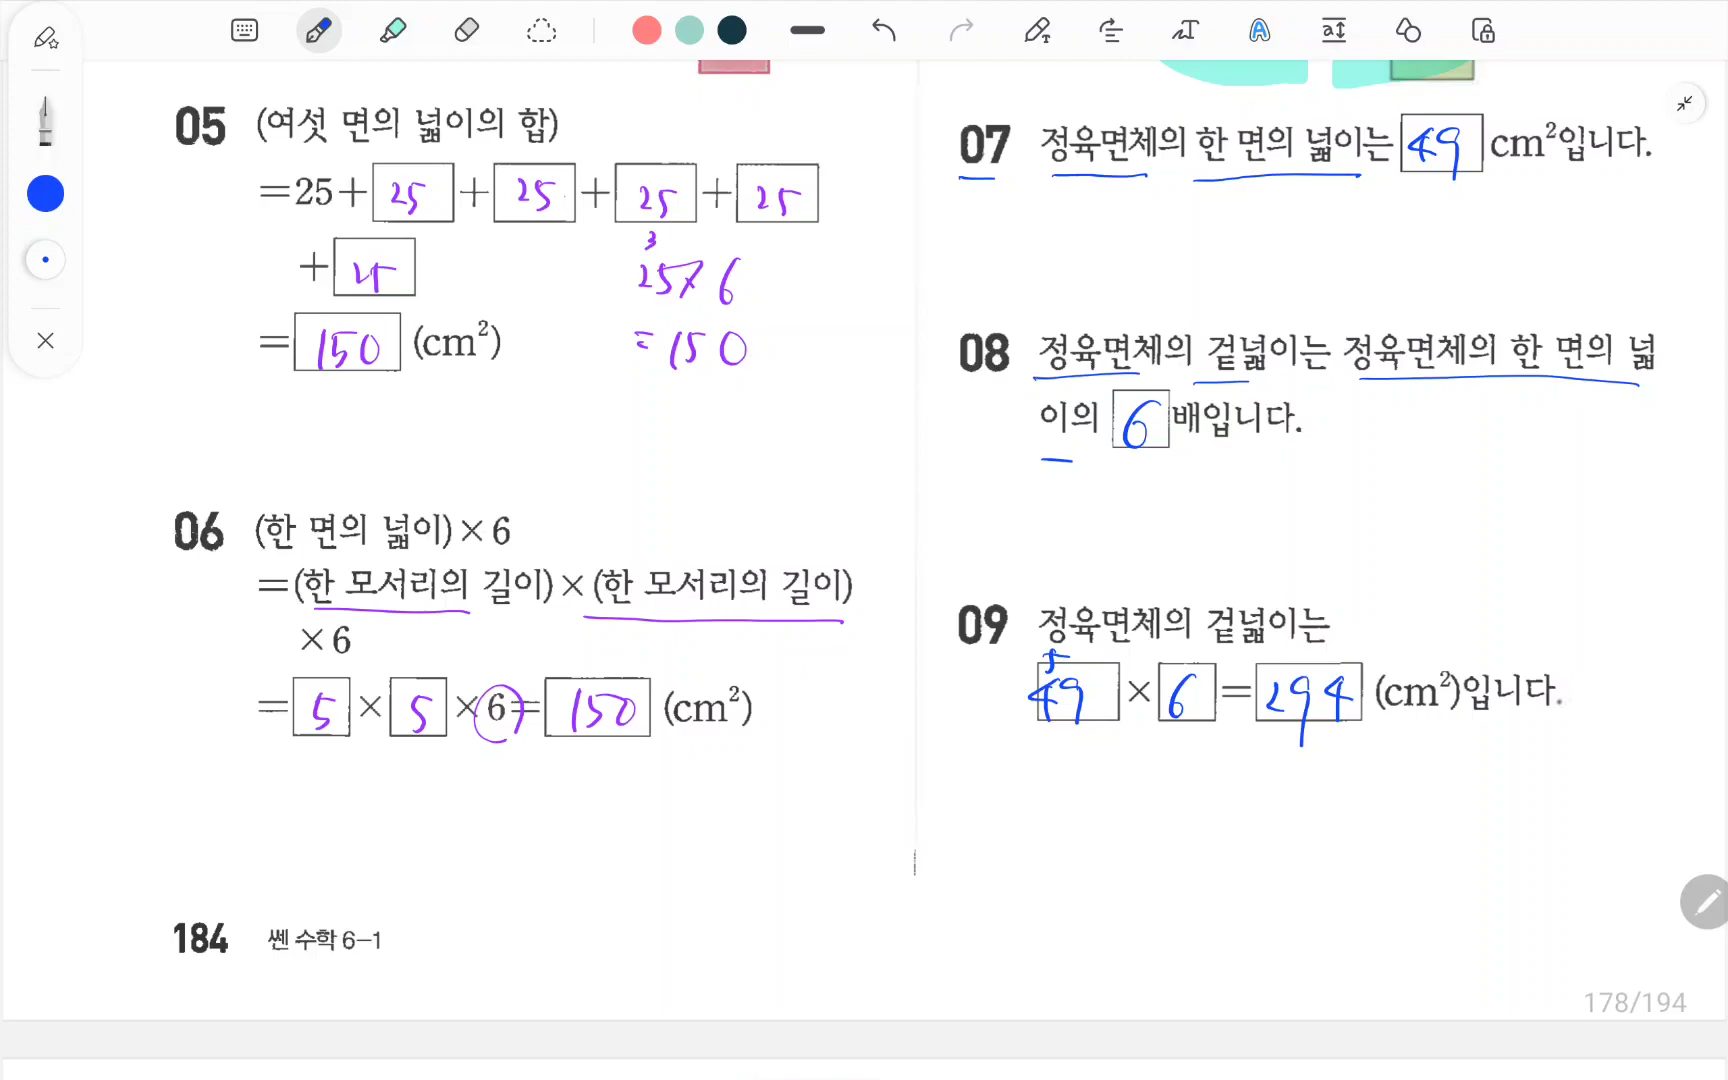 05 (여섯 면의 넓이의 합)
=25+25+25+25+25
+25
=150(cm²)
3
25×6
=150
06 (한 면의 넓이)×6
=(한 모서리의 길이)×(한 모서리의 길이)
×6
=5×5×6=150(cm²)
184 쎈 수학 6-1
07 정육면체의 한 면의 넓이는 49 cm²입니다.
08 정육면체의 겉넓이는 정육면체의 한 면의 넓
이의 6배입니다.
09 정육면체의 겉넓이는
5
49×6=294(cm²)입니다.
178/194